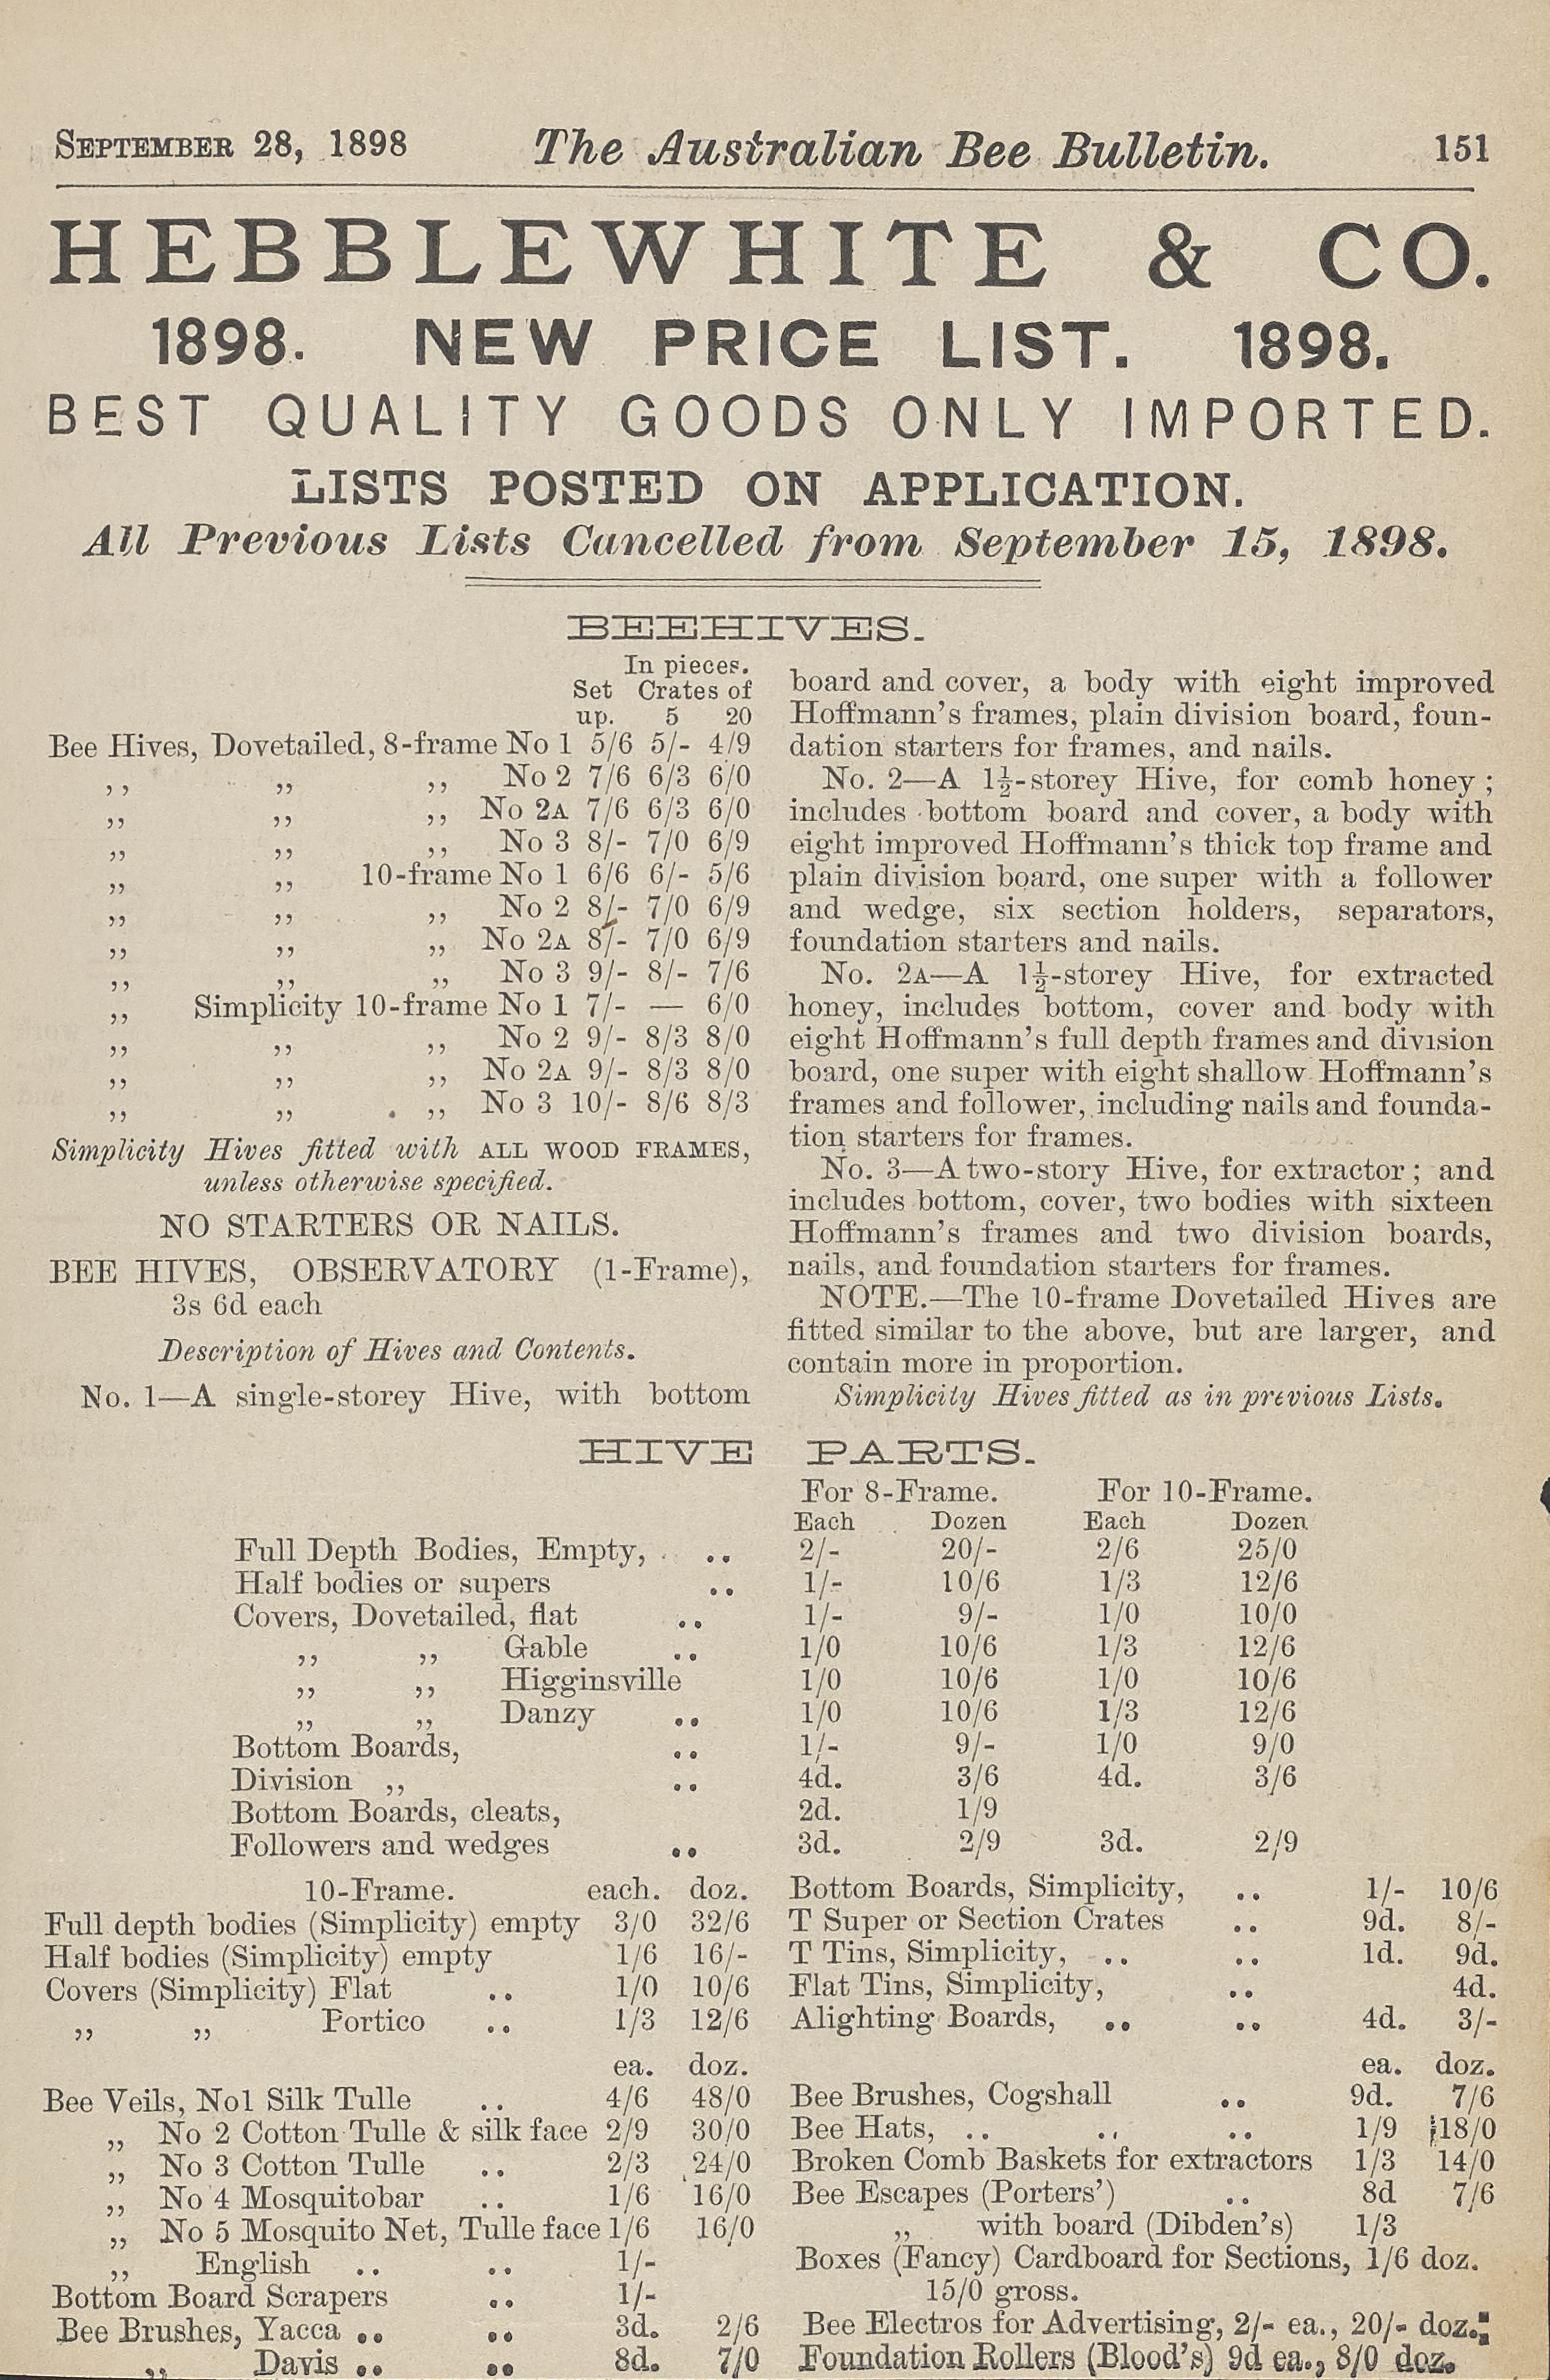 SEPTEMBER 28, 1898 The Australian Bee Bulletin. 151
HEBBLEWHITE & CO.
1898. NEW PRICE LIST. 1898.
BEST QUALITY GOODS ONLY IMPORTED.
LISTS POSTED ON APPLICATION.
All Previous Lists Cancelled from September 15, 1898.
BEEHIVES.
In pieces.
Set Crates of
up. 5 20
Bee Hives, Dovetailed, 8-frame No 1 5/6 5/- 4/9
,, ,, ,, No 2 7/6 6/3 6/0
,, ,, ,, No 2A 7/6 6/3 6/0
,, ,, ,, No 3 8/- 7/0 6/9
,, ,, 10-frame No 1 6/6 6/- 5/6
,, ,, ,, No 2 8/- 7/0 6/9
,, ,, ,, No 2A 8/- 7/0 6/9
,, ,, ,, No 3 9/- 8/- 7/6
,, Simplicity 10-frame No 1 7/- — 6/0
,, ,, ,, No 2 9/- 8/3 8/0
,, ,, ,, No 2A 9/- 8/3 8/0
,, ,, ,, No 3 10/- 8/6 8/3
Simplicity Hives fitted with ALL WOOD FRAMES,
unless otherwise specified.
NO STARTERS OR NAILS.
BEE HIVES, OBSERVATORY (1-Frame),
3s 6d each
Description of Hives and Contents.
No. 1—A single-storey Hive, with bottom
board and cover, a body with eight improved
Hoffmann's frames, plain division board, foun-
dation starters for frames, and nails.
No. 2—A 1½-storey Hive, for comb honey;
includes bottom board and cover, a body with
eight improved Hoffmann's thick top frame and
plain division board, one super with a follower
and wedge, six section holders, separators,
foundation starters and nails.
No. 2A—A 1½-storey Hive, for extracted
honey, includes bottom, cover and body with
eight Hoffmann's full depth frames and division
board, one super with eight shallow Hoffmann's
frames and follower, including nails and founda-
tion starters for frames.
No. 3—A two-story Hive, for extractor; and
includes bottom, cover, two bodies with sixteen
Hoffmann's frames and two division boards,
nails, and foundation starters for frames.
NOTE.—The 10-frame Dovetailed Hives are
fitted similar to the above, but are larger, and
contain more in proportion.
Simplicity Hives fitted as in previous Lists.
HIVE PARTS.
For 8-Frame. For 10-Frame.
Each Dozen Each Dozen
Full Depth Bodies, Empty, .. 2/- 20/- 2/6 25/0
Half bodies or supers .. 1/- 10/6 1/3 12/6
Covers, Dovetailed, flat .. 1/- 9/- 1/0 10/0
,, ,, Gable .. 1/0 10/6 1/3 12/6
,, ,, Higginsville 1/0 10/6 1/0 10/6
,, ,, Danzy .. 1/0 10/6 1/3 12/6
Bottom Boards, .. 1/- 9/- 1/0 9/0
Division ,, .. 4d. 3/6 4d. 3/6
Bottom Boards, cleats, 2d. 1/9
Followers and wedges .. 3d. 2/9 3d. 2/9
10-Frame. each. doz.
Full depth bodies (Simplicity) empty 3/0 32/6
Half bodies (Simplicity) empty 1/6 16/-
Covers (Simplicity) Flat .. 1/0 10/6
,, ,, Portico .. 1/3 12/6
Bottom Boards, Simplicity, .. 1/- 10/6
T Super or Section Crates .. 9d. 8/-
T Tins, Simplicity, .. .. 1d. 9d.
Flat Tins, Simplicity, .. 4d.
Alighting Boards, .. .. 4d. 3/-
ea. doz.
Bee Veils, No1 Silk Tulle .. 4/6 48/0
,, No 2 Cotton Tulle & silk face 2/9 30/0
,, No 3 Cotton Tulle .. 2/3 24/0
,, No 4 Mosquitobar .. 1/6 16/0
,, No 5 Mosquito Net, Tulle face 1/6 16/0
,, English .. .. 1/-
Bottom Board Scrapers .. 1/-
Bee Brushes, Yacca .. .. 3d. 2/6
,, Davis .. .. 8d. 7/0
ea. doz.
Bee Brushes, Cogshall .. 9d. 7/6
Bee Hats, .. .. .. 1/9 18/0
Broken Comb Baskets for extractors 1/3 14/0
Bee Escapes (Porters') .. 8d 7/6
,, with board (Dibden's) 1/3
Boxes (Fancy) Cardboard for Sections, 1/6 doz.
15/0 gross.
Bee Electros for Advertising, 2/- ea., 20/- doz.
Foundation Rollers (Blood's) 9d ea., 8/0 doz.